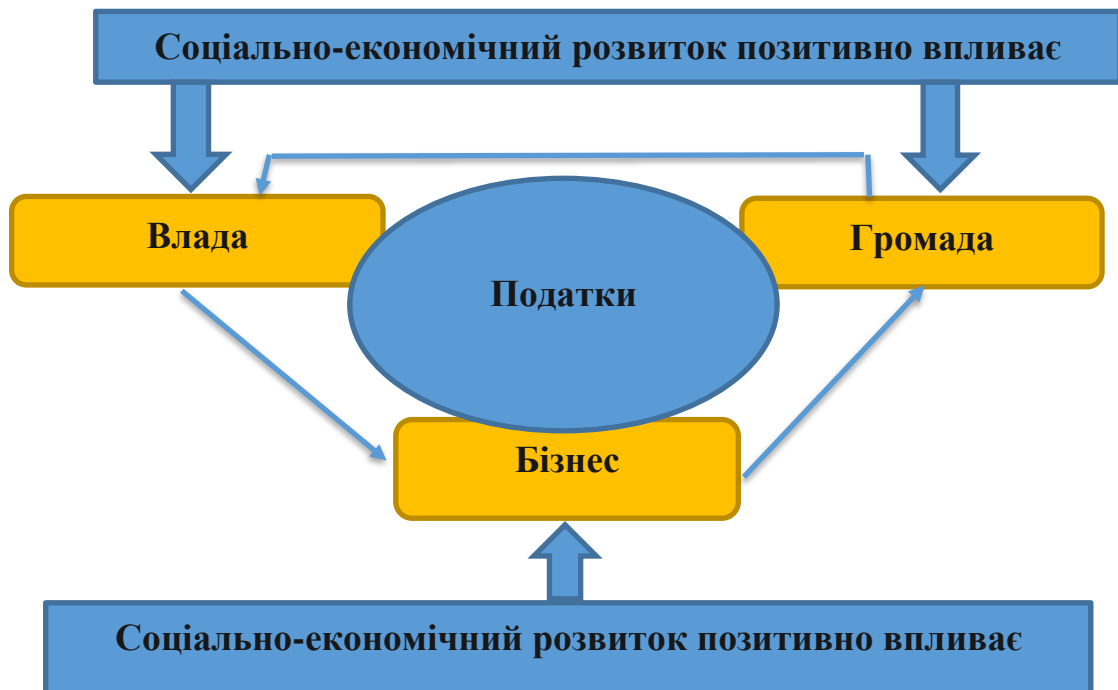 Соціально-економічний розвиток позитивно впливає
Влада
Громада
Податки
Бізнес
Соціально-економічний розвиток позитивно впливає